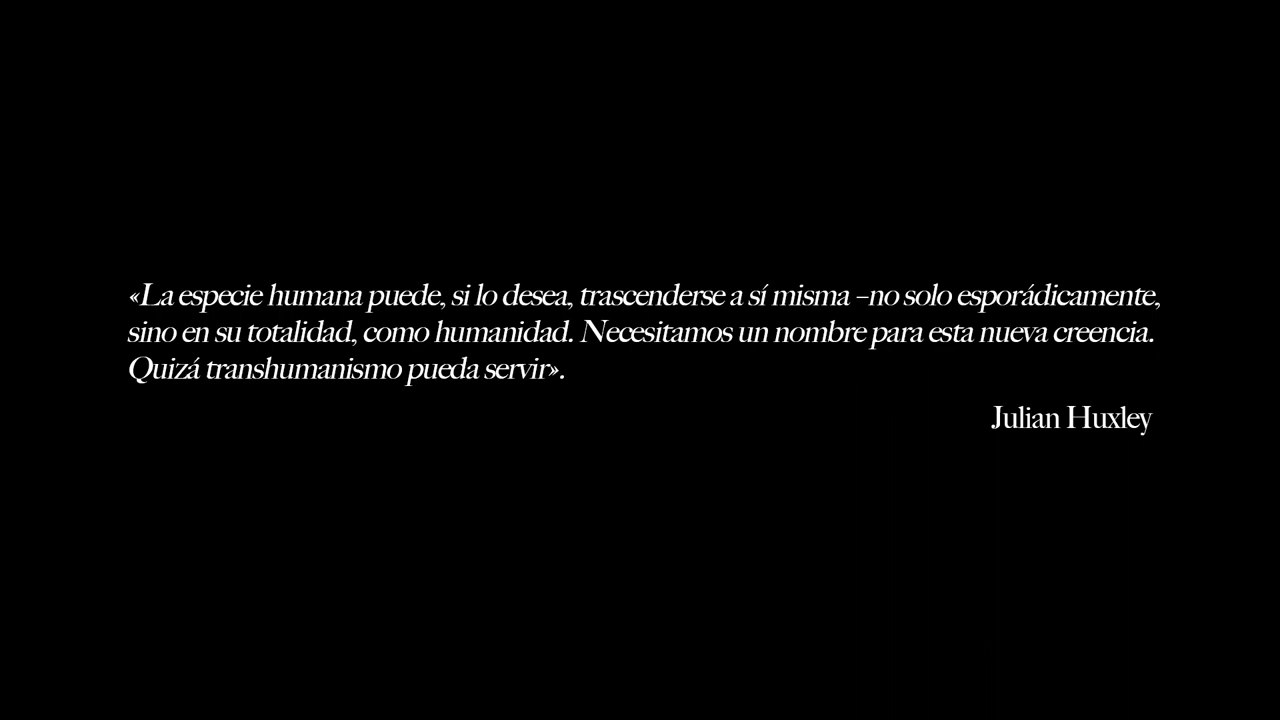 «La especie humana puede, si lo desea, trascenderse a sí misma –no solo esporádicamente,
sino en su totalidad, como humanidad. Necesitamos un nombre para esta nueva creencia.
Quizá transhumanismo pueda servir».
Julian Huxley